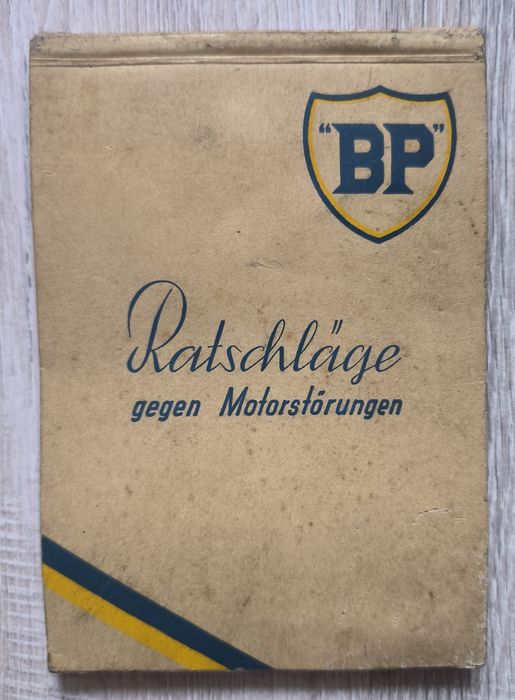 "BP"
Ratschläge
gegen Motorstörungen